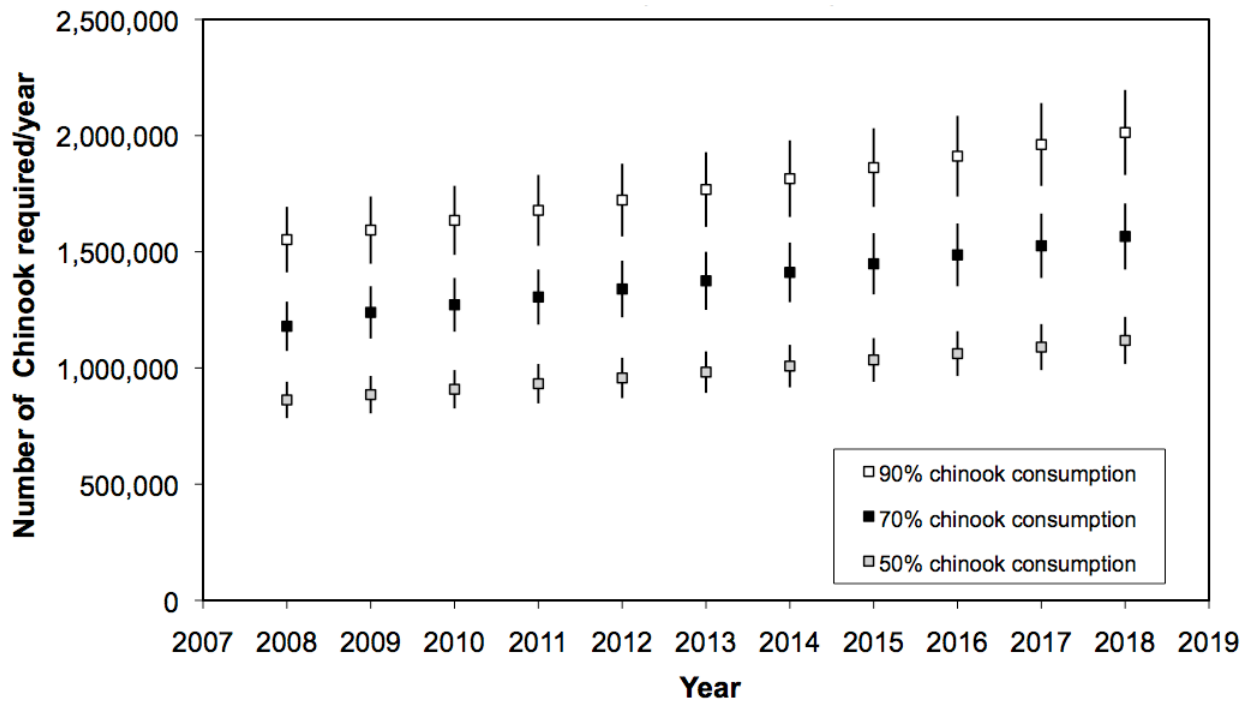 2,500,000
2,000,000
1,500,000
1,000,000
500,000
0
Number of Chinook required/year
90% chinook consumption
70% chinook consumption
50% chinook consumption
2007 2008 2009 2010 2011 2012 2013 2014 2015 2016 2017 2018 2019
Year